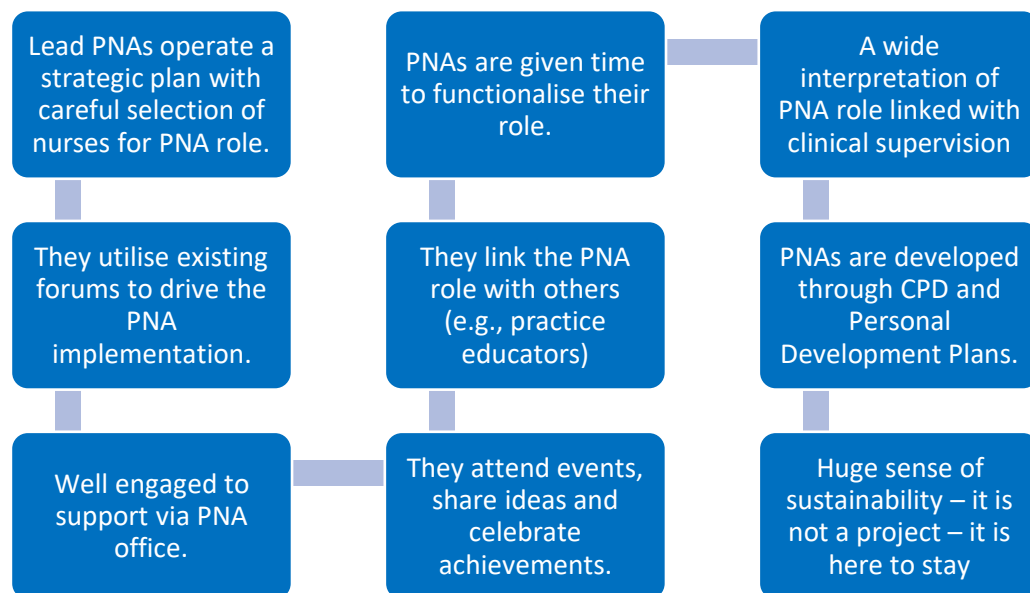 Lead PNAs operate a
strategic plan with
careful selection of
nurses for PNA role.
They utilise existing
forums to drive the
PNA
implementation.
Well engaged to
support via PNA
office.
They attend events,
share ideas and
celebrate
achievements.
They link the PNA
role with others
(e.g., practice
educators)
PNAs are given time
to functionalise their
role.
A wide
interpretation of
PNA role linked with
clinical supervision
PNAs are developed
through CPD and
Personal
Development Plans.
Huge sense of
sustainability – it is
not a project – it is
here to stay